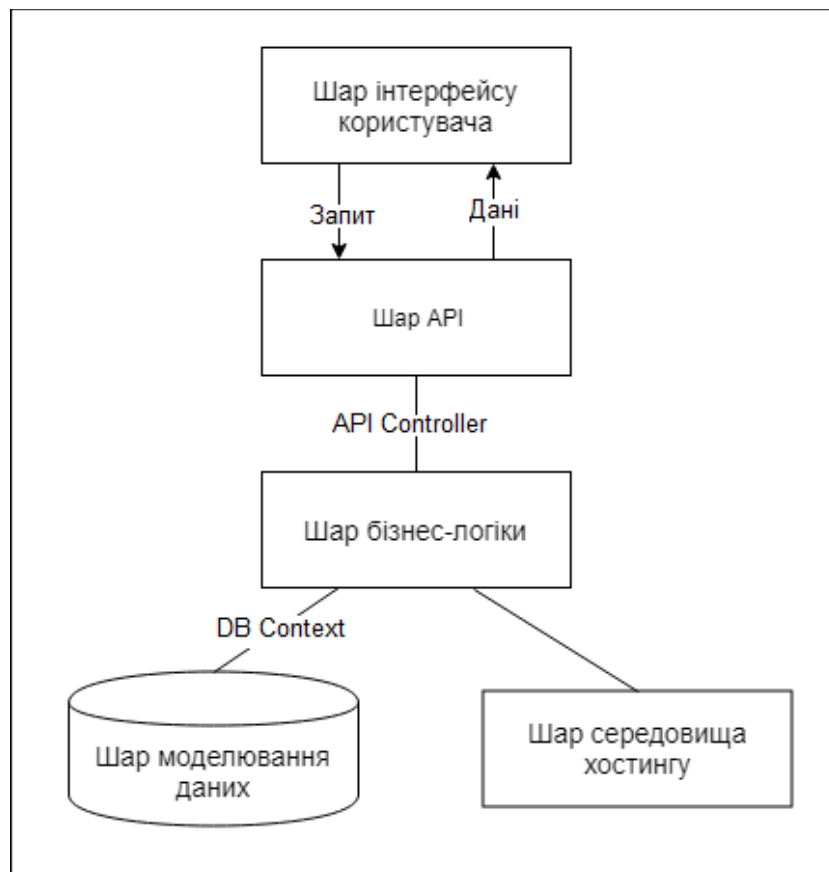 Шар інтерфейсу
користувача
Запит
Дані
Шар API
API Controller
Шар бізнес-логіки
DB Context
Шар моделювання
даних
Шар середовища
хостингу